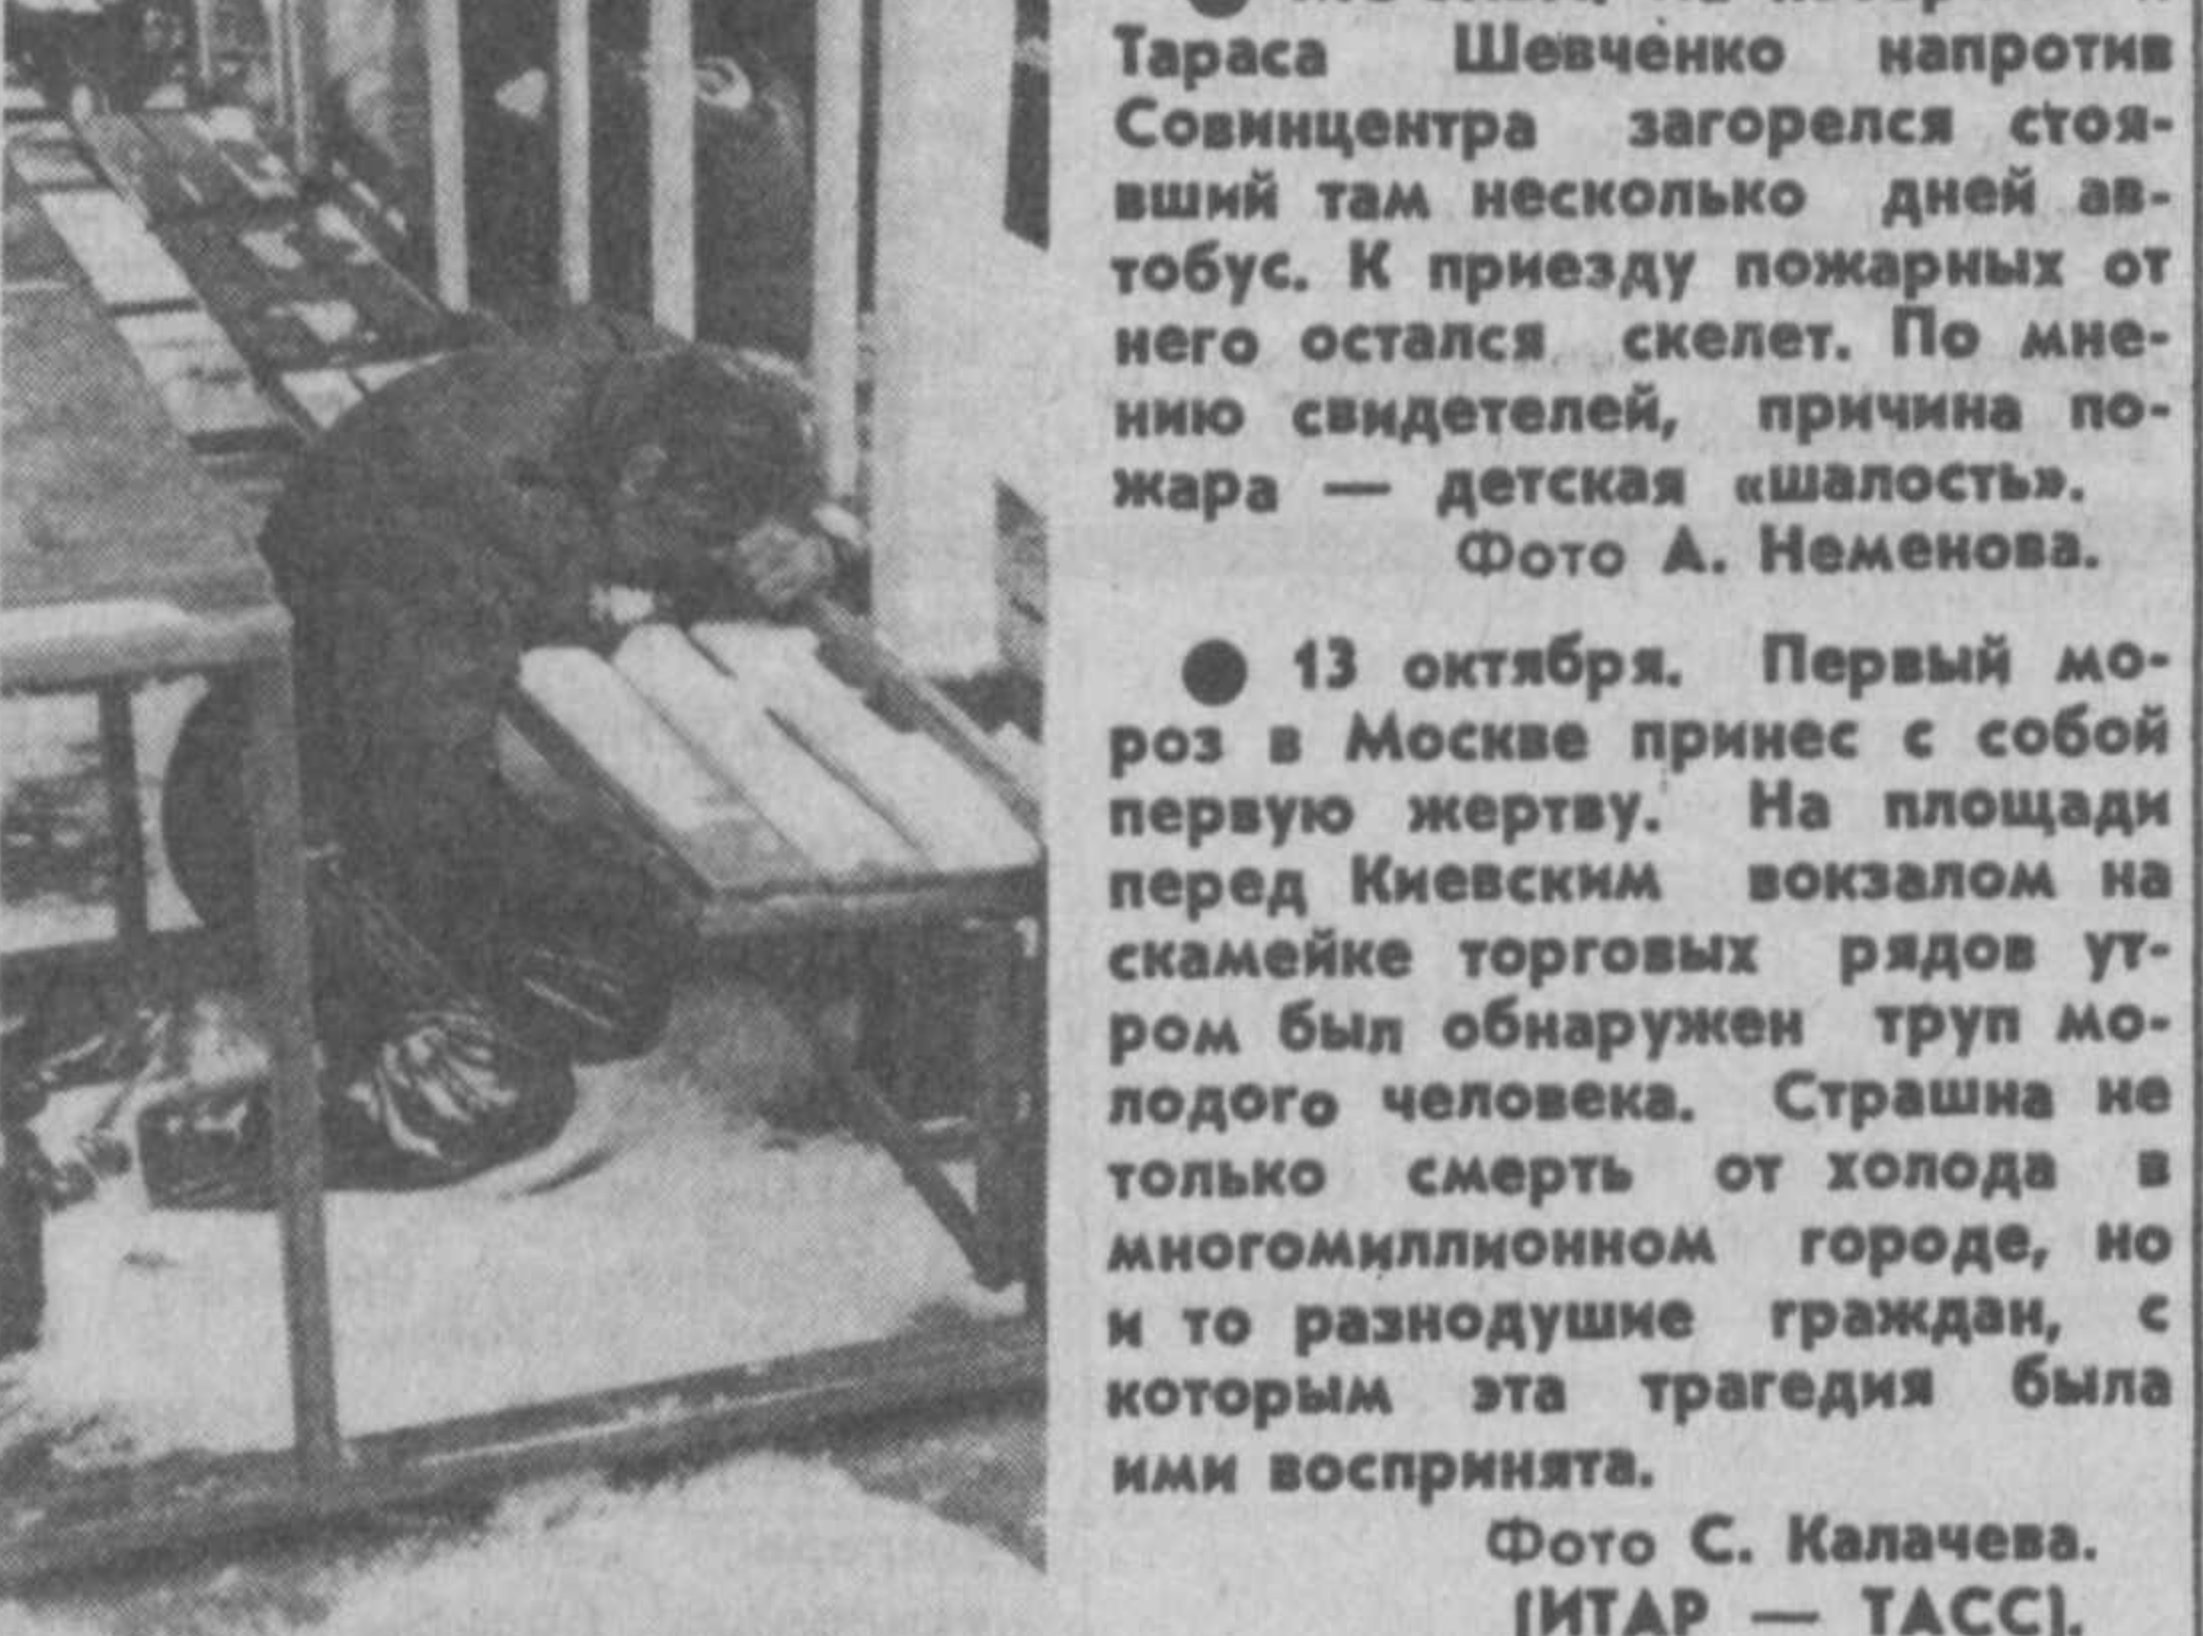 Тараса Шевченко напротив
Совинцентра загорелся стоя-
вший там несколько дней ав-
тобус. К приезду пожарных от
него остался скелет. По мне-
нию свидетелей, причина по-
жара — детская «шалость».
Фото А. Неменова.
● 13 октября. Первый мо-
роз в Москве принес с собой
первую жертву. На площади
перед Киевским вокзалом на
скамейке торговых рядов ут-
ром был обнаружен труп мо-
лодого человека. Страшна не
только смерть от холода в
многомиллионном городе, но
и то разнодушие граждан, с
которым эта трагедия была
ими воспринята.
Фото С. Калачева.
(ИТАР — ТАСС).